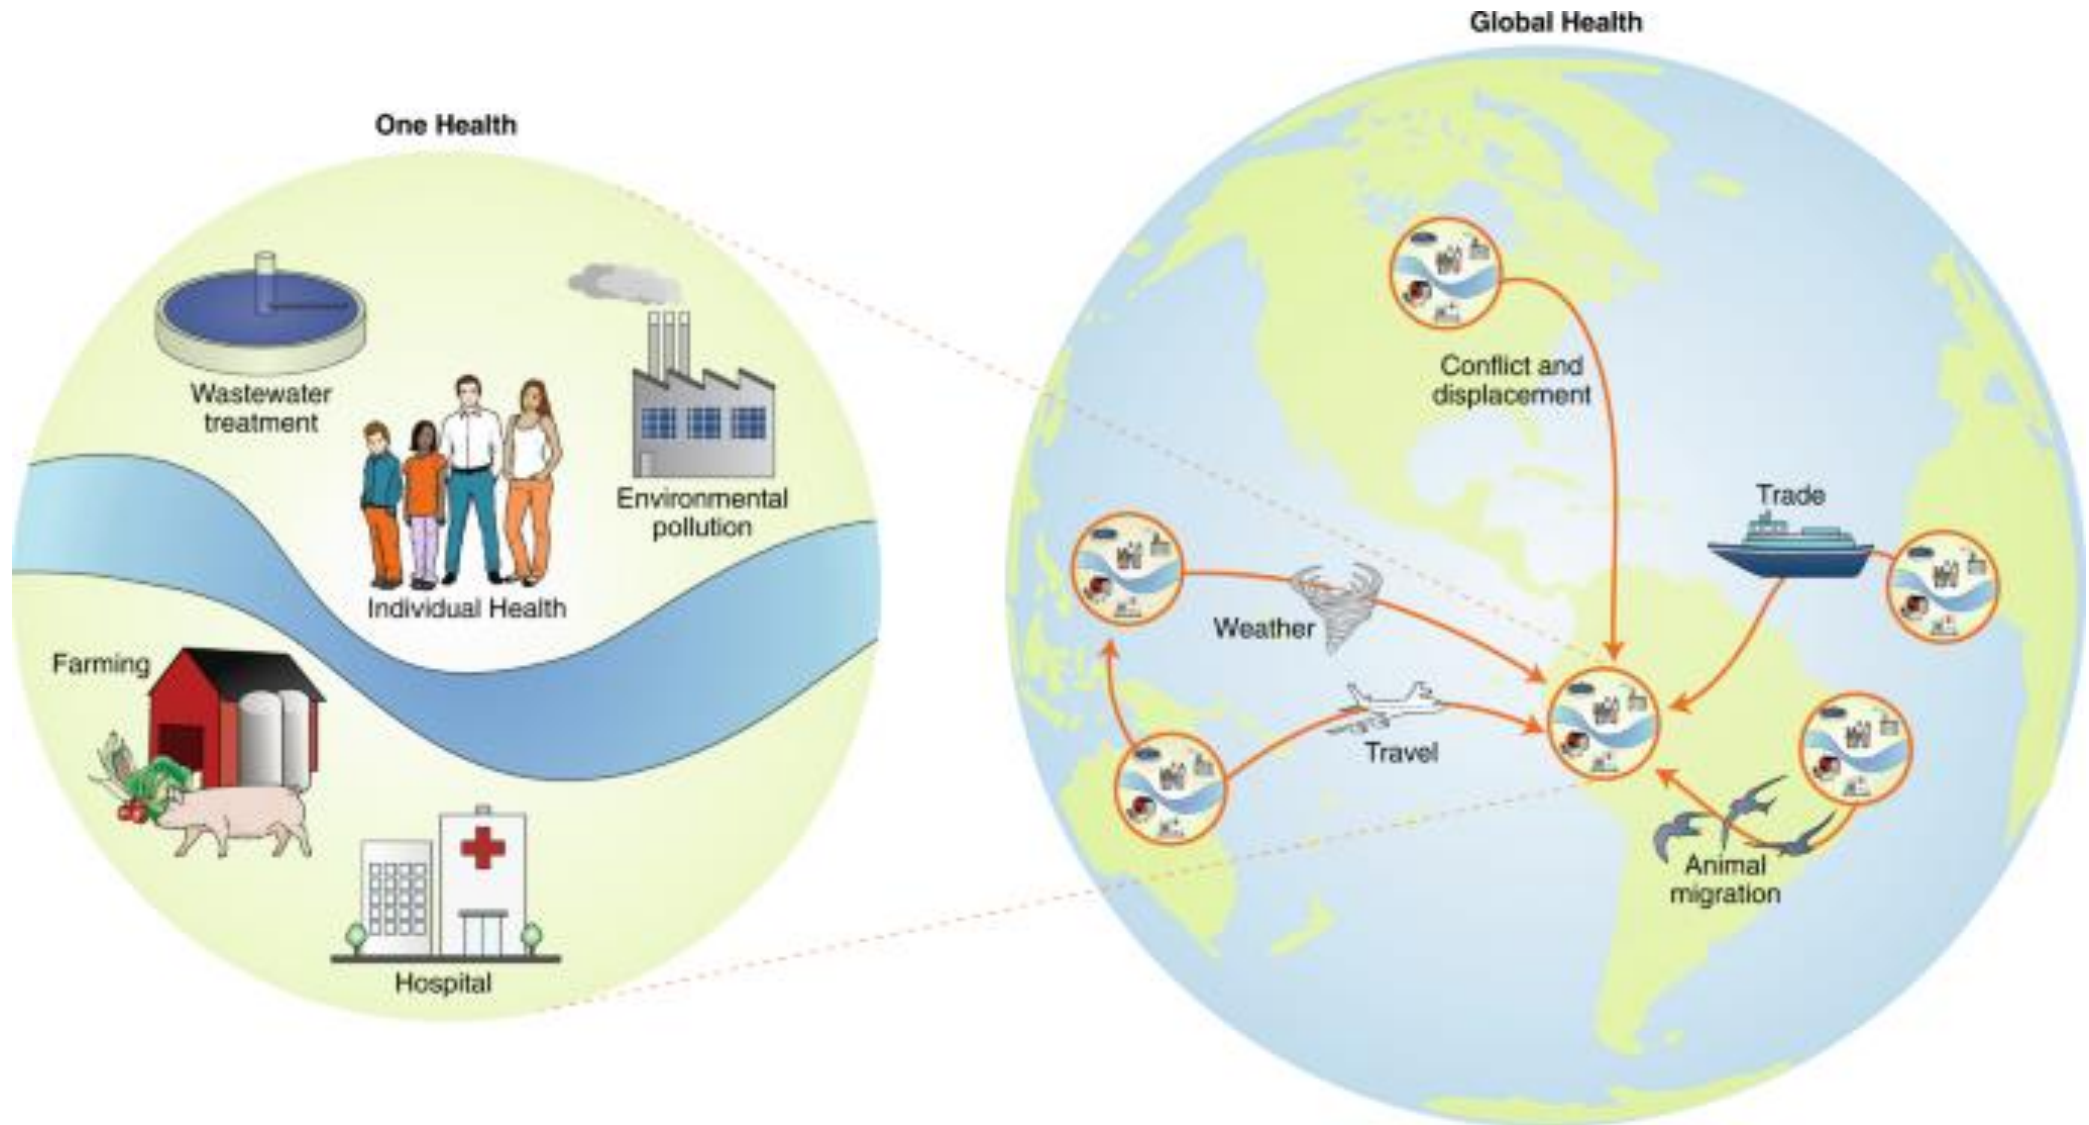 Global Health
One Health
Wastewater
treatment
Environmental
pollution
Individual Health
Farming
Hospital
Conflict and
displacement
Trade
Weather
Travel
Animal
migration